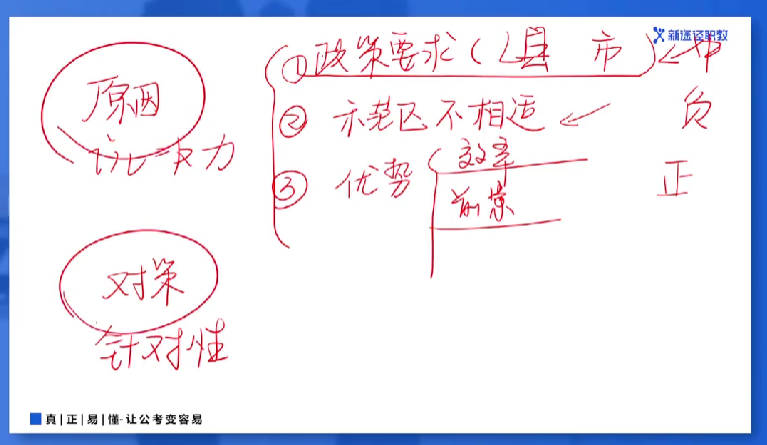 新途径职教
原因
说服力
① 政策要求（县 市）中
② 示范区不相适 负
③ 优势 效率 正
前景
对策
针对性
真|正|易|懂-让公考变容易